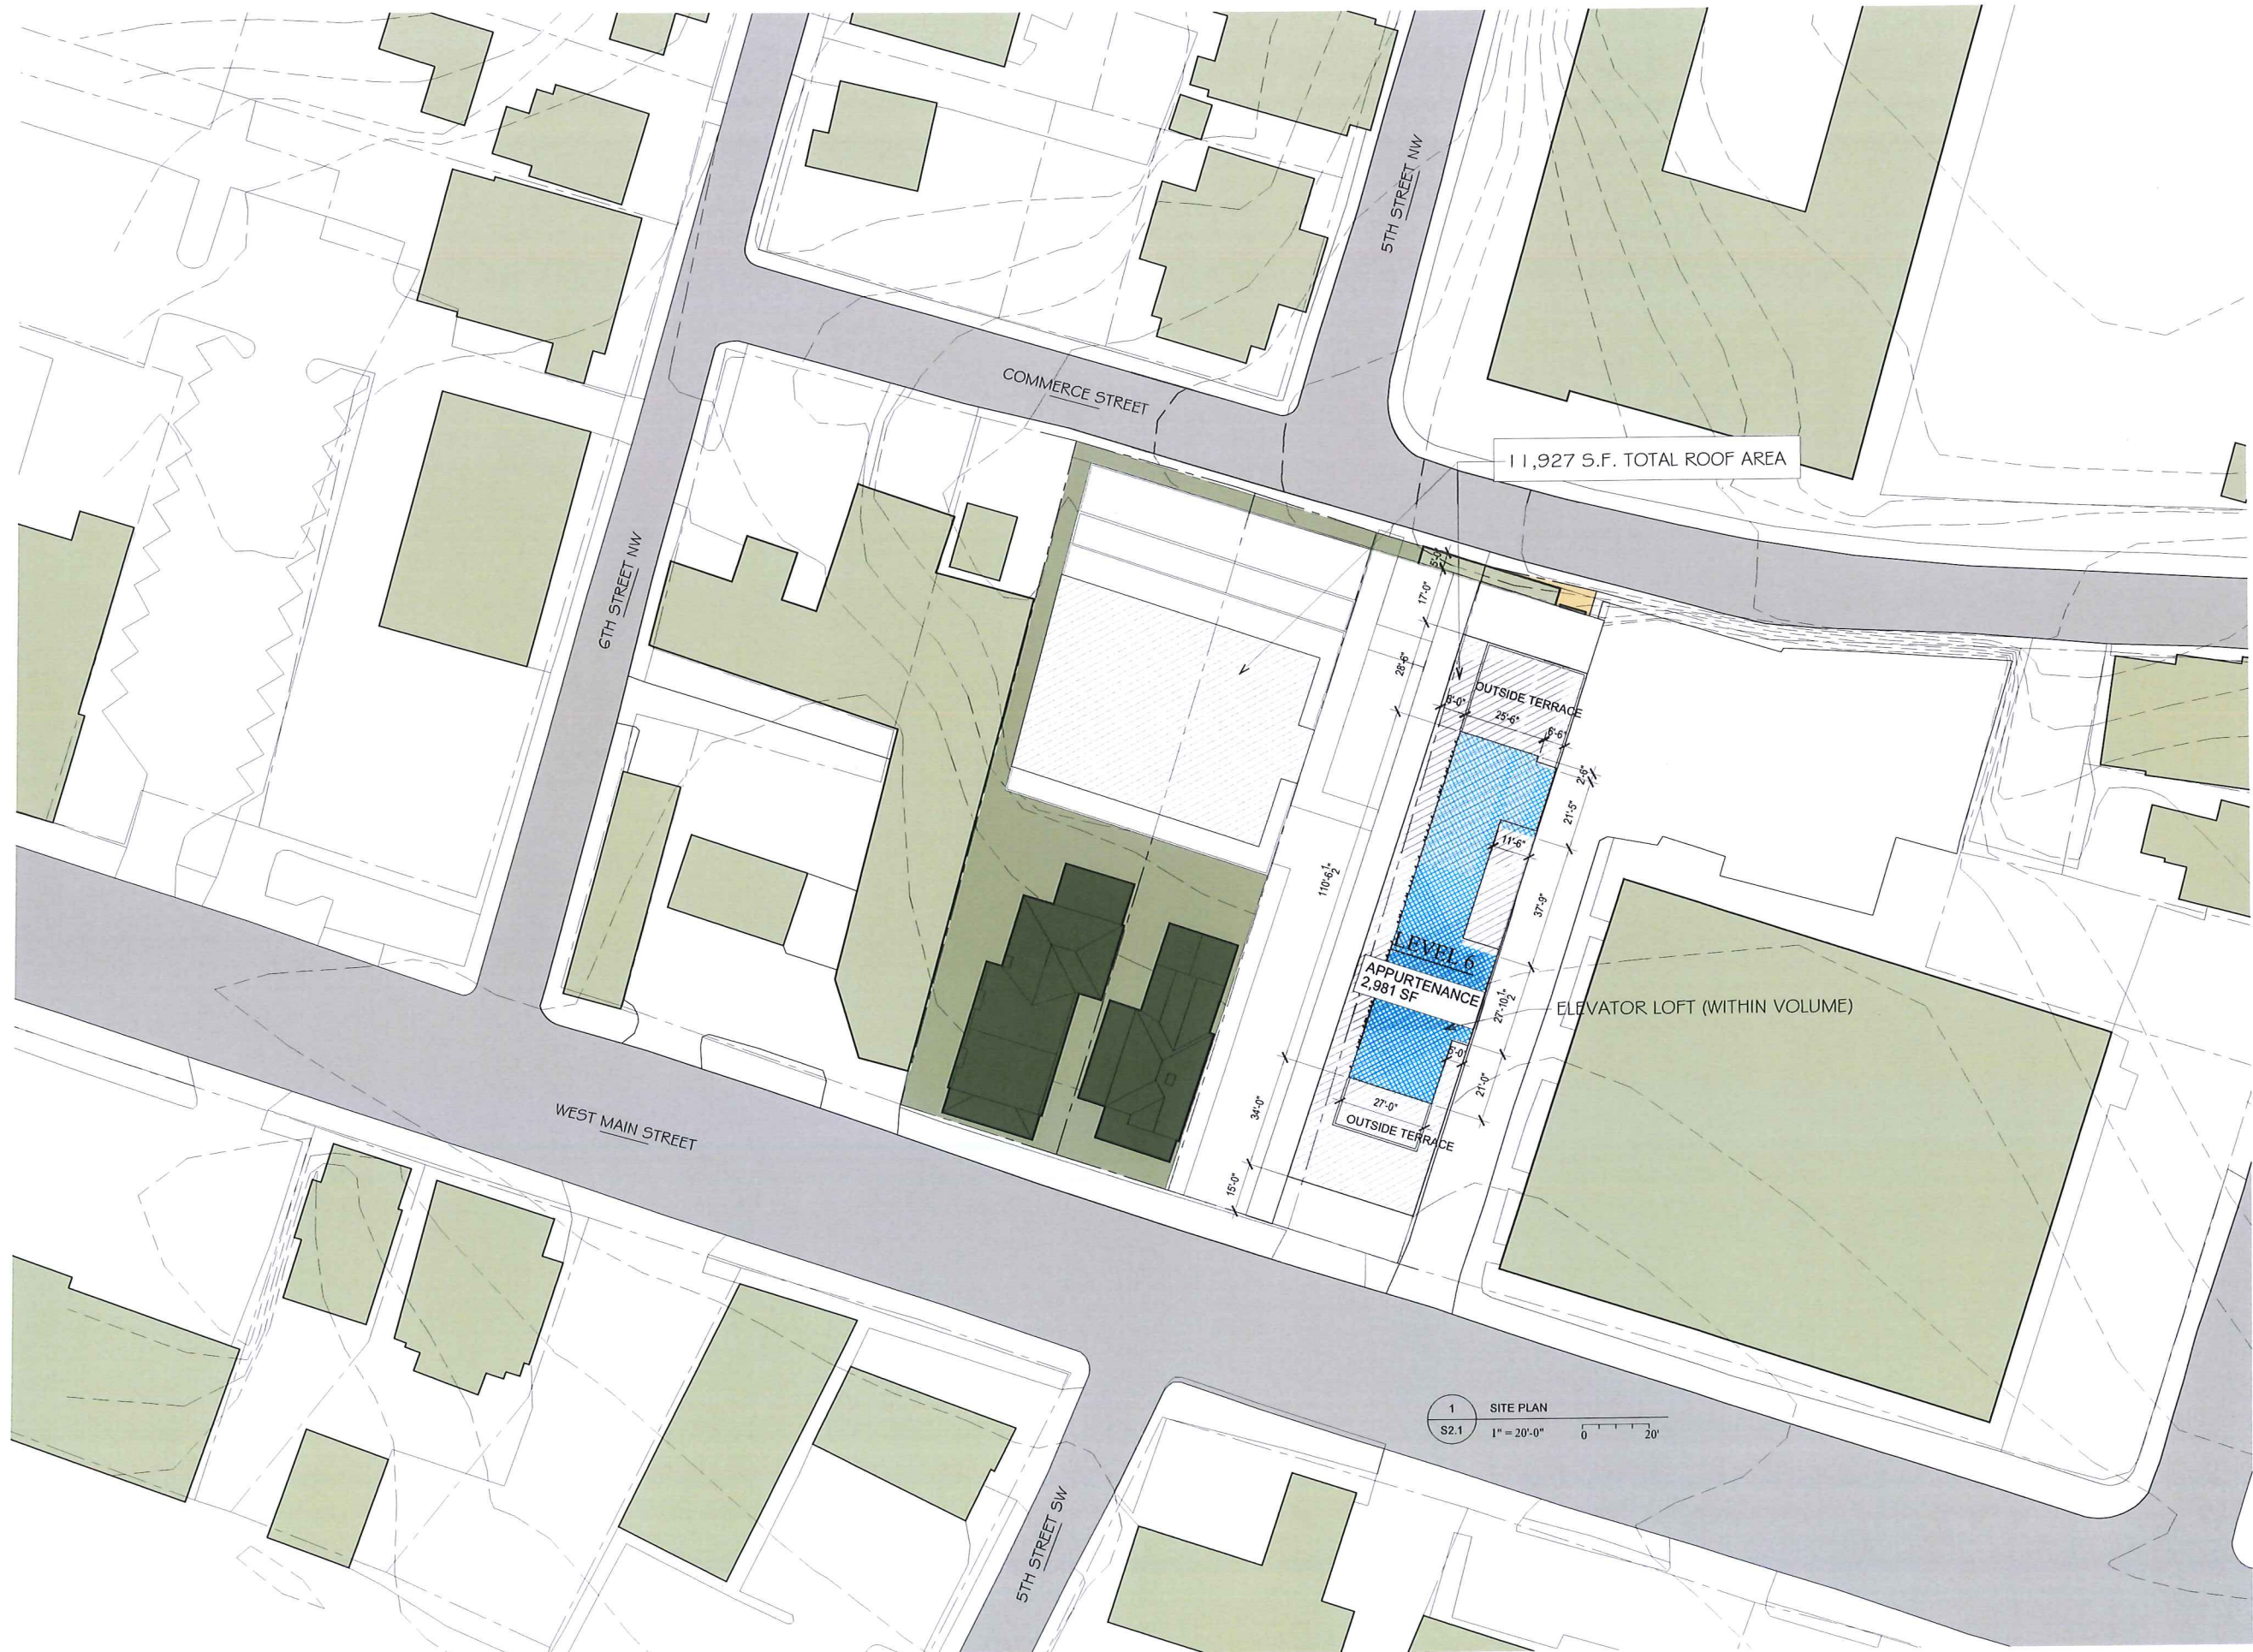 5TH STREET NW
COMMERCE STREET
11,927 S.F. TOTAL ROOF AREA
6TH STREET NW
5'-0"
17'-0"
28'-6"
OUTSIDE TERRACE
25'-6"
6'-6"
21'-5"
11'-6"
110'-6 1/2"
37'-9"
LEVEL 6
APPURTENANCE
2,981 SF
27'-10 1/2"
ELEVATOR LOFT (WITHIN VOLUME)
21'-0"
34'-0"
27'-0"
OUTSIDE TERRACE
15'-0"
WEST MAIN STREET
1
S2.1
SITE PLAN
1" = 20'-0"
0 20'
5TH STREET SW